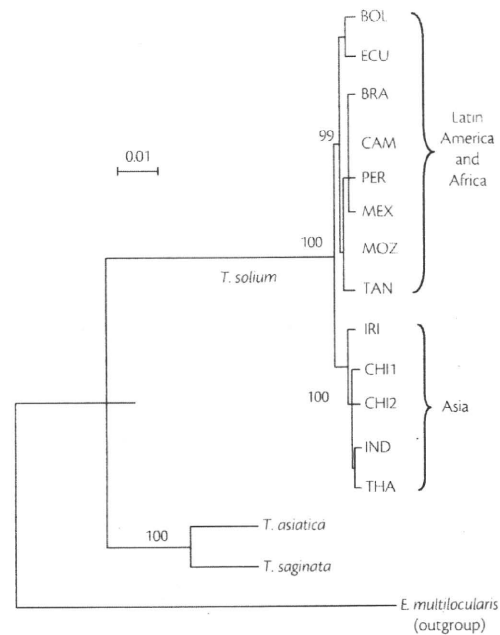 BOL
ECU
BRA
99
CAM
Latin
America
and
Africa
0.01
PER
MEX
100
MOZ
T. solium
TAN
IRI
CHI1
100
CHI2
Asia
IND
THA
T. asiatica
100
T. saginata
E. multilocularis
(outgroup)